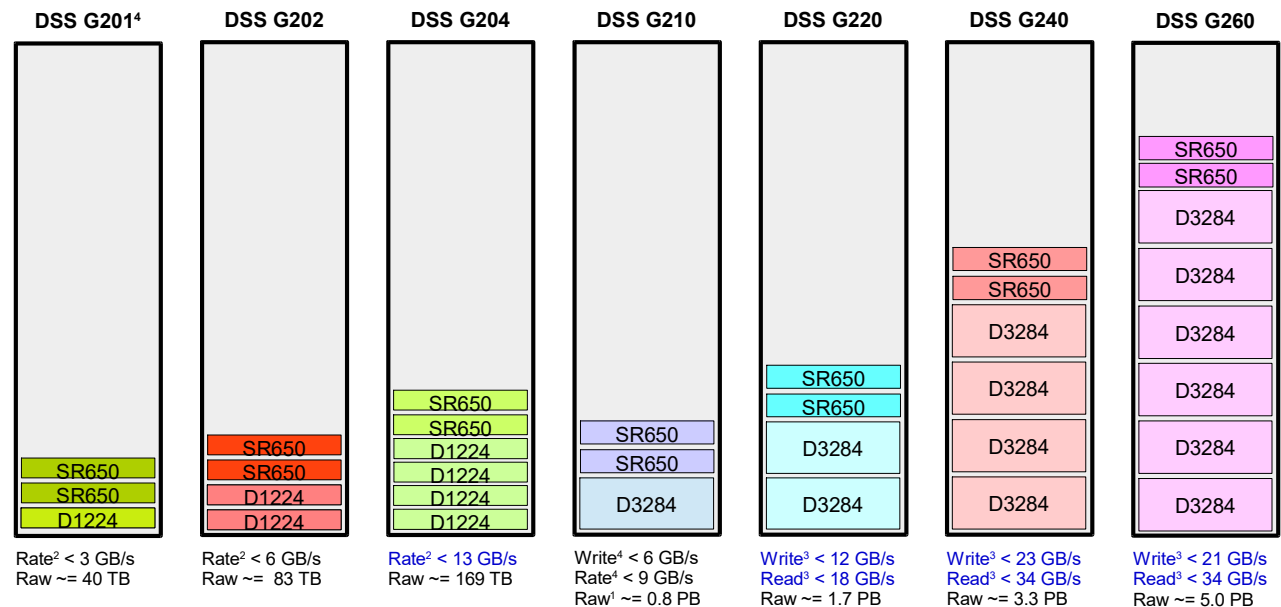 DSS G201⁴
SR650
SR650
D1224
Rate² < 3 GB/s
Raw ~= 40 TB
DSS G202
SR650
SR650
D1224
D1224
Rate² < 6 GB/s
Raw ~= 83 TB
DSS G204
SR650
SR650
D1224
D1224
D1224
D1224
Rate² < 13 GB/s
Raw ~= 169 TB
DSS G210
SR650
SR650
D3284
Write⁴ < 6 GB/s
Rate⁴ < 9 GB/s
Raw¹ ~= 0.8 PB
DSS G220
SR650
SR650
D3284
D3284
Write³ < 12 GB/s
Read³ < 18 GB/s
Raw ~= 1.7 PB
DSS G240
SR650
SR650
D3284
D3284
D3284
D3284
Write³ < 23 GB/s
Read³ < 34 GB/s
Raw ~= 3.3 PB
DSS G260
SR650
SR650
D3284
D3284
D3284
D3284
D3284
D3284
Write³ < 21 GB/s
Read³ < 34 GB/s
Raw ~= 5.0 PB